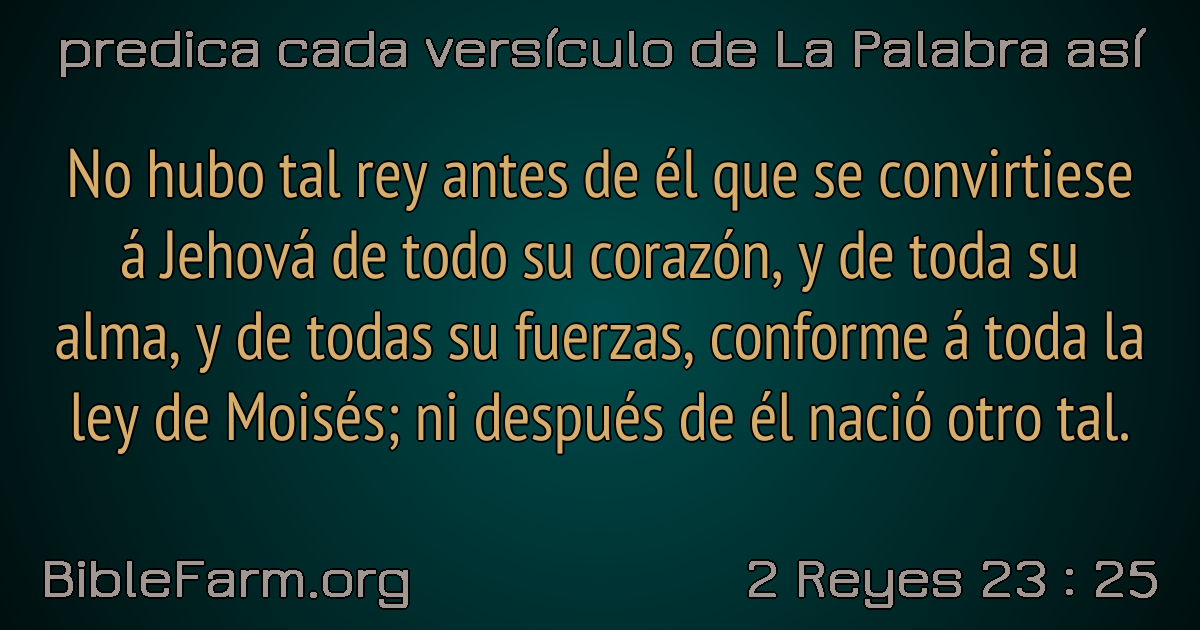 predica cada versículo de La Palabra así
No hubo tal rey antes de él que se convirtiese
á Jehová de todo su corazón, y de toda su
alma, y de todas su fuerzas, conforme á toda la
ley de Moisés; ni después de él nació otro tal.
BibleFarm.org
2 Reyes 23 : 25